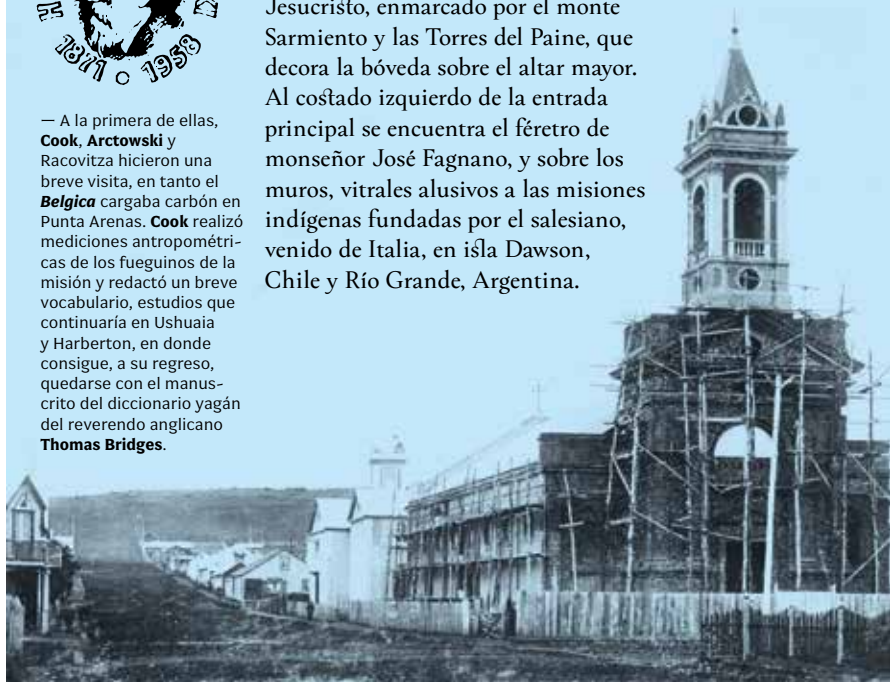 1871 o 1958
— A la primera de ellas,
Cook, Arctowski y
Racovitza hicieron una
breve visita, en tanto el
Belgica cargaba carbón en
Punta Arenas. Cook realizó
mediciones antropométri-
cas de los fueguinos de la
misión y redactó un breve
vocabulario, estudios que
continuaría en Ushuaia
y Harberton, en donde
consigue, a su regreso,
quedarse con el manus-
crito del diccionario yagán
del reverendo anglicano
Thomas Bridges.
Jesucristo, enmarcado por el monte
Sarmiento y las Torres del Paine, que
decora la bóveda sobre el altar mayor.
Al costado izquierdo de la entrada
principal se encuentra el féretro de
monseñor José Fagnano, y sobre los
muros, vitrales alusivos a las misiones
indígenas fundadas por el salesiano,
venido de Italia, en isla Dawson,
Chile y Río Grande, Argentina.